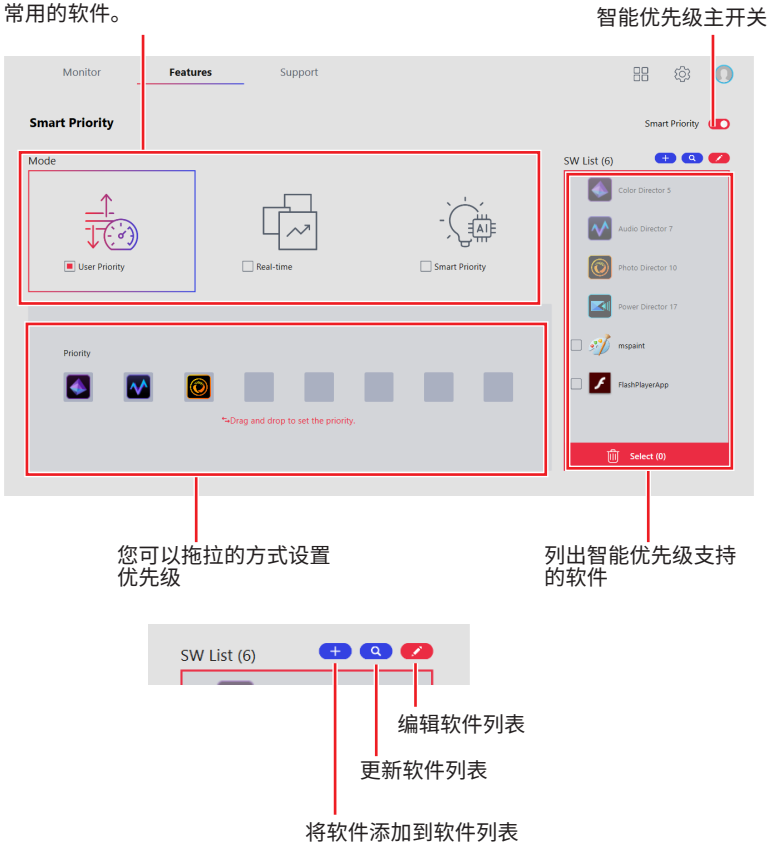 常用的软件。
智能优先级主开关
Monitor
Features
Support
Smart Priority
Smart Priority
Mode
SW List (6)
User Priority
Real-time
AI
Smart Priority
Color Director 5
Audio Director 7
Photo Director 10
Power Director 17
mspaint
FlashPlayerApp
Select (0)
Priority
Drag and drop to set the priority.
您可以拖拉的方式设置
优先级
列出智能优先级支持
的软件
SW List (6)
编辑软件列表
更新软件列表
将软件添加到软件列表